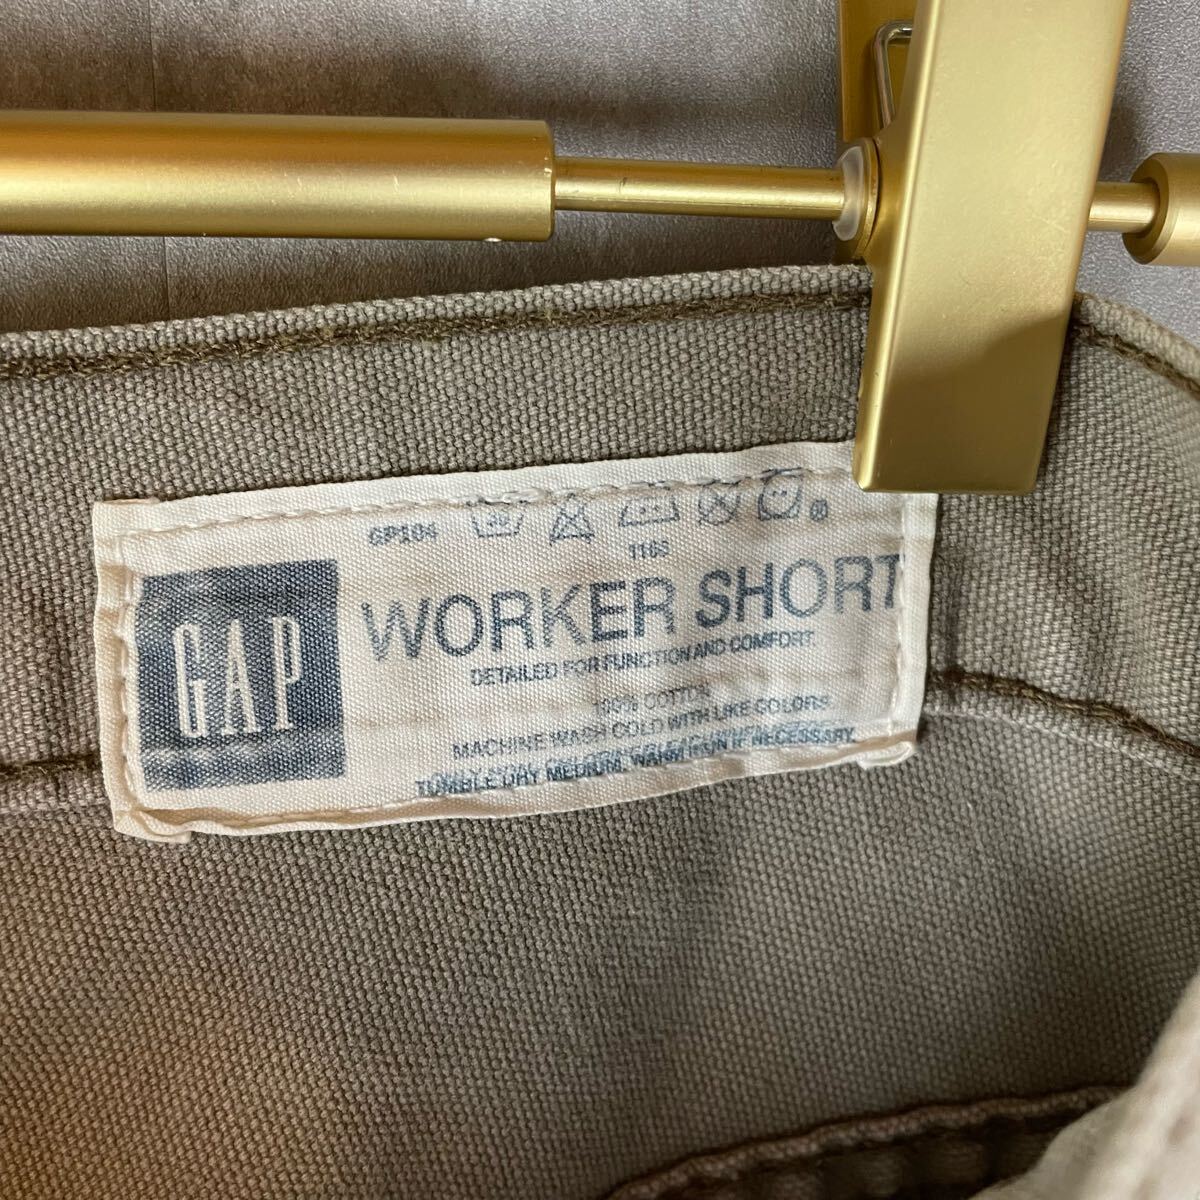 GP104
®
GAP
WORKER SHORT
DETAILED FOR FUNCTION AND COMFORT
100% COTTON
MACHINE WASH COLD WITH LIKE COLORS
TUMBLE DRY MEDIUM. WARM IRON IF NECESSARY.